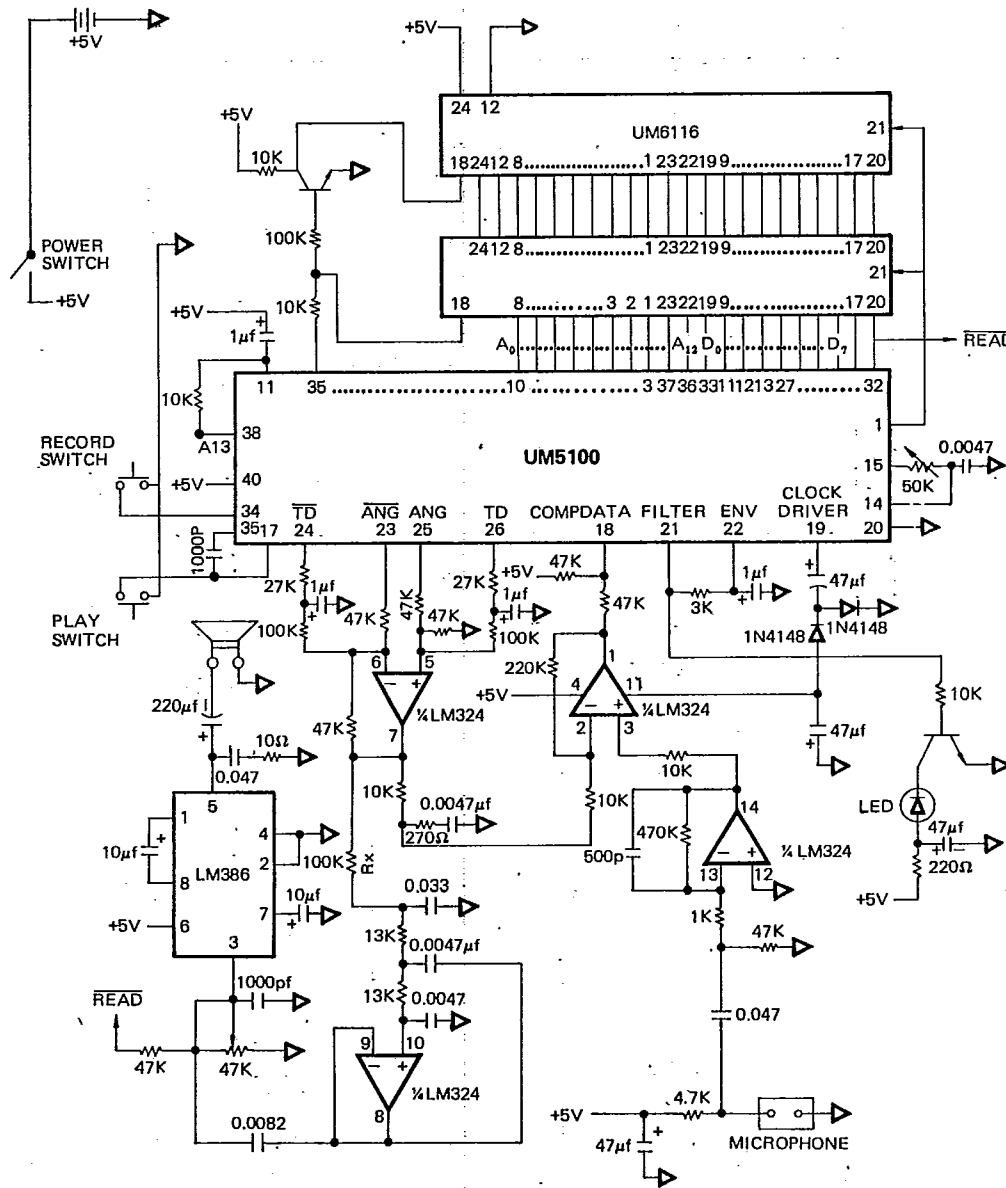 +5V
+5V
24 12
UM6116
21
18 24 12 8.....................1 23 22 19 9.................17 20
+5V
10K
100K
10K
24 12 8.....................1 23 22 19 9.................17 20
21
18 8............3 2 1 23 22 19 9.................17 20
POWER
SWITCH
+5V
+5V
1μf
A0.....................A12 D0.................D7
READ
11 35.....................10.....................3 37 36 33 11 12 13 27.........32
10K
38
A13
1
RECORD
SWITCH
UM5100
+5V
40
15
0.0047
50K
34
14
35
17
TD
24
ANG
23
ANG
25
TD
26
COMPDATA
18
FILTER
21
ENV
22
CLOCK
DRIVER
19
20
1000P
PLAY
SWITCH
27K
1μf
100K
47K
47K
47K
27K
1μf
100K
+5V
47K
47K
3K
1μf
47μf
1N4148
1N4148
6
5
7
¼LM324
220K
1
+5V
4
11
¼LM324
2
3
10K
220μf
47K
10Ω
0.047
10K
0.0047μf
270Ω
10K
10K
47μf
LED
47μf
220Ω
+5V
5
1
4
2
LM386
10μf
8
7
10μf
+5V
6
3
100K
Rx
470K
500p
14
13
12
¼LM324
1K
47K
0.033
13K
0.0047μf
13K
0.0047
0.047
READ
1000pf
47K
47K
9
10
8
¼LM324
0.0082
+5V
4.7K
47μf
MICROPHONE